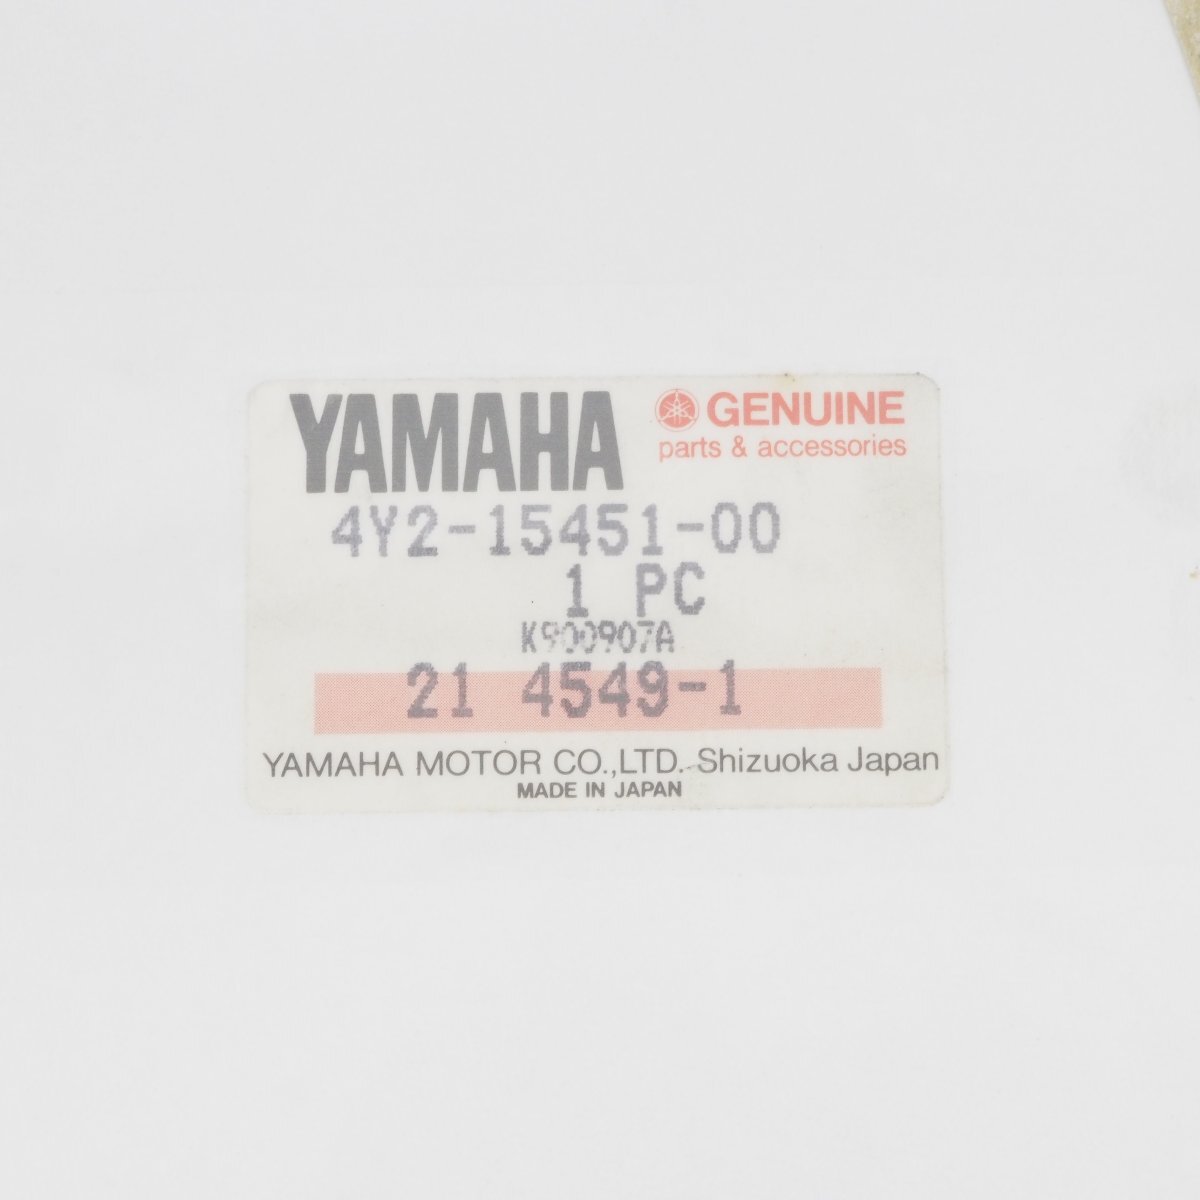 YAMAHA GENUINE
parts & accessories
4Y2-15451-00
1 PC
K900907A
21 4549-1
YAMAHA MOTOR CO.,LTD. Shizuoka Japan
MADE IN JAPAN